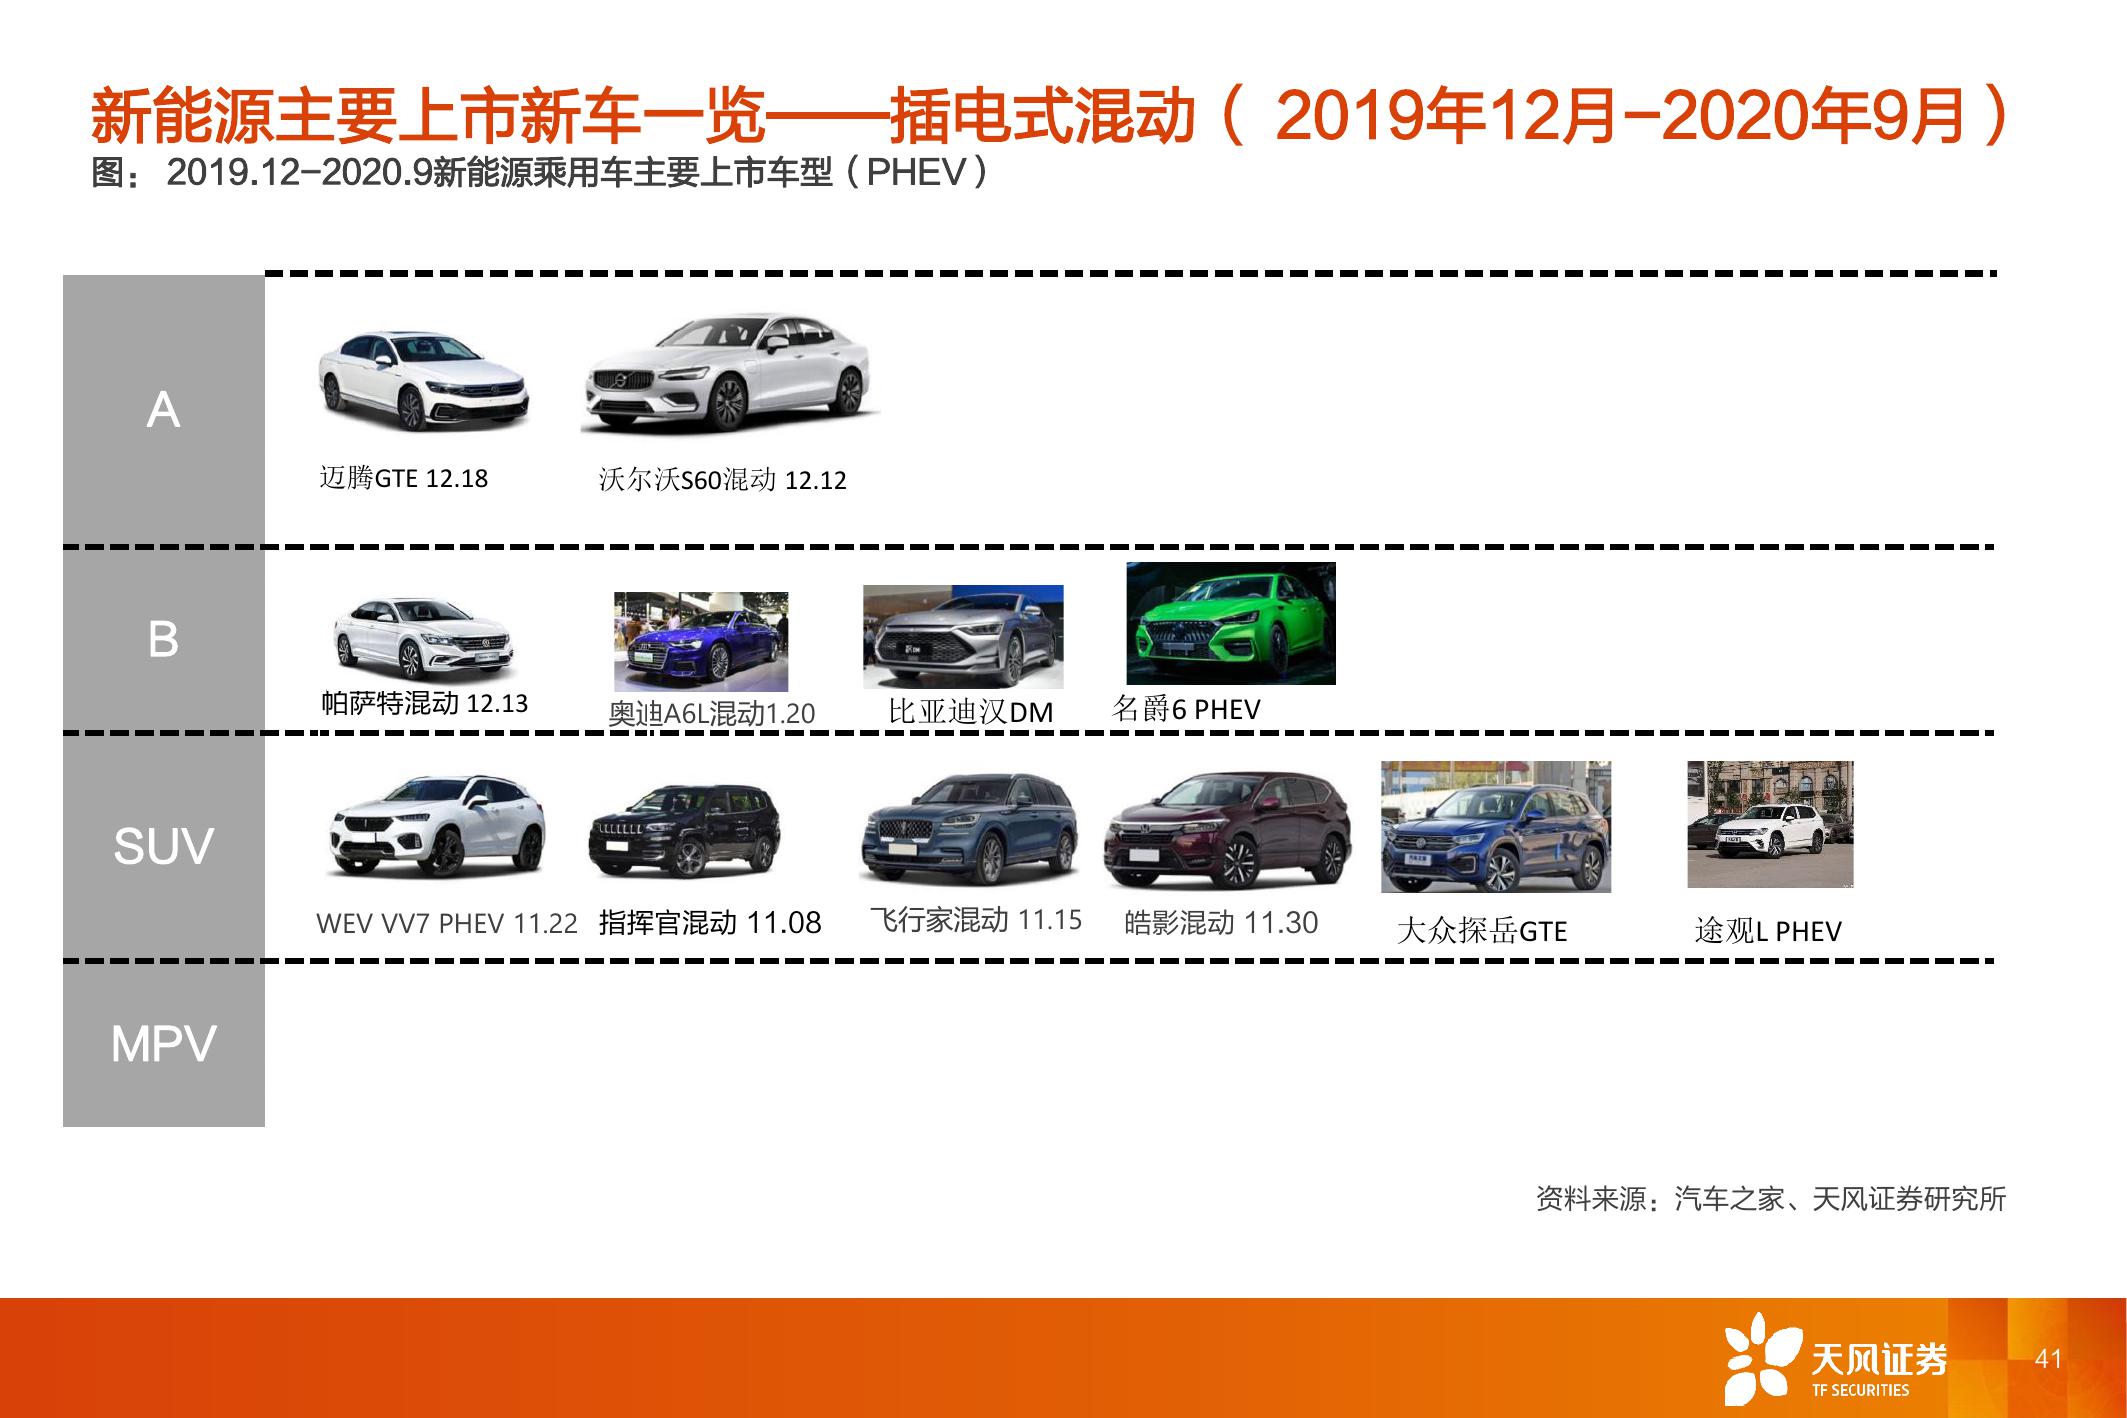 新能源主要上市新车一览——插电式混动（ 2019年12月-2020年9月）
图： 2019.12-2020.9新能源乘用车主要上市车型（PHEV）
A
迈腾GTE 12.18
沃尔沃S60混动 12.12
B
帕萨特混动 12.13
奥迪A6L混动1.20
比亚迪汉DM
名爵6 PHEV
SUV
WEV VV7 PHEV 11.22
指挥官混动 11.08
飞行家混动 11.15
皓影混动 11.30
大众探岳GTE
途观L PHEV
MPV
资料来源：汽车之家、天风证券研究所
天风证券
TF SECURITIES
41